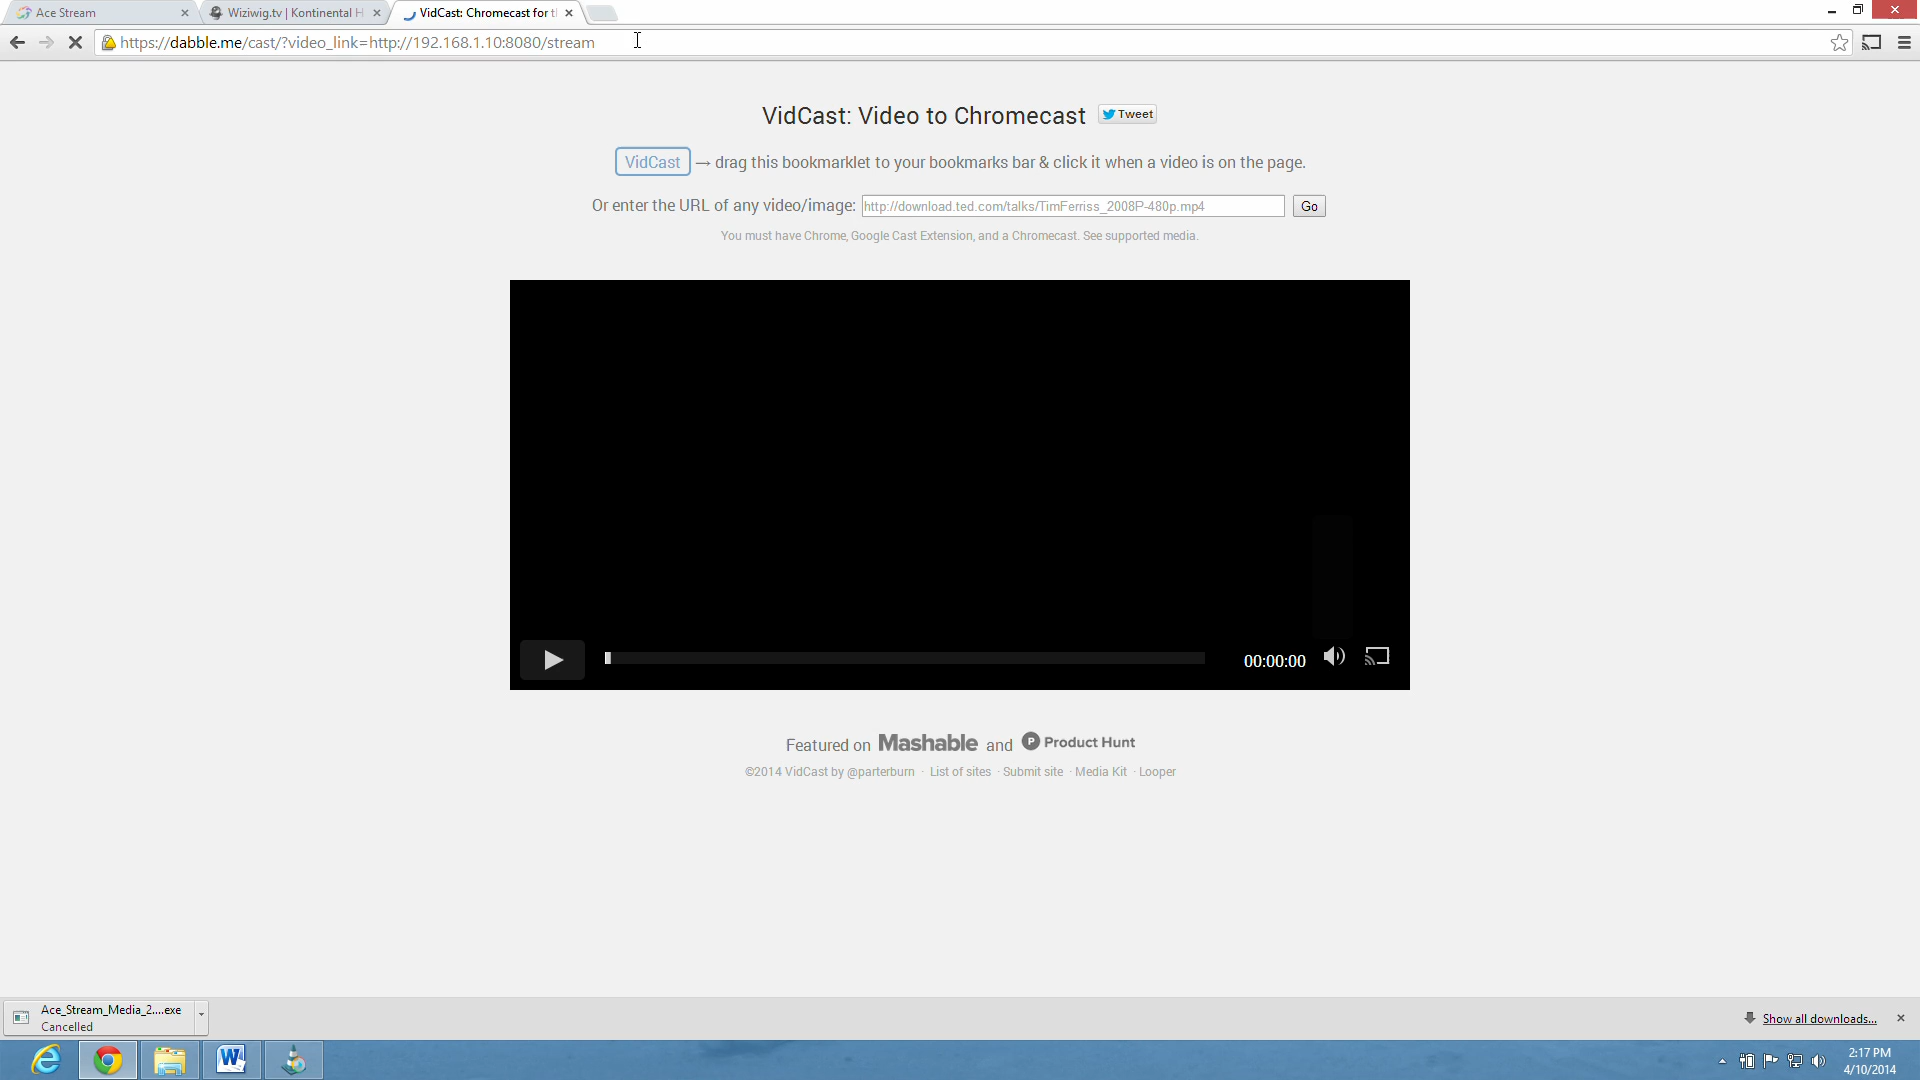 Ace Stream
Wiziwig.tv | Kontinental H
VidCast: Chromecast for t
https://dabble.me/cast/?video_link=http://192.168.1.10:8080/stream
VidCast: Video to Chromecast
Tweet
VidCast → drag this bookmarklet to your bookmarks bar & click it when a video is on the page.
Or enter the URL of any video/image: http://download.ted.com/talks/TimFerriss_2008P-480p.mp4 Go
You must have Chrome, Google Cast Extension, and a Chromecast. See supported media.
00:00:00
Featured on Mashable and Product Hunt
©2014 VidCast by @parterburn · List of sites · Submit site · Media Kit · Looper
Ace_Stream_Media_2....exe
Cancelled
Show all downloads...
2:17 PM
4/10/2014